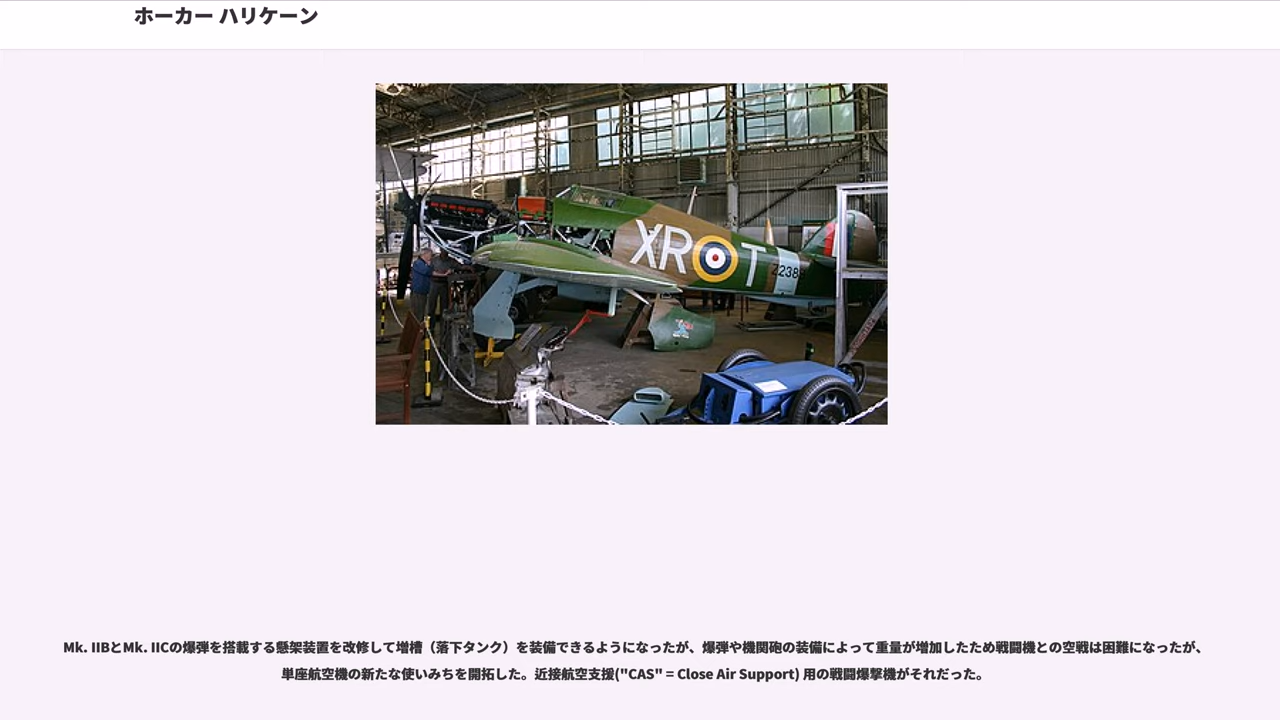 ホーカー ハリケーン
XR T
Z238
Mk. IIBとMk. IICの爆弾を搭載する懸架装置を改修して増槽（落下タンク）を装備できるようになったが、爆弾や機関砲の装備によって重量が増加したため戦闘機との空戦は困難になったが、
単座航空機の新たな使いみちを開拓した。近接航空支援("CAS" = Close Air Support) 用の戦闘爆撃機がそれだった。